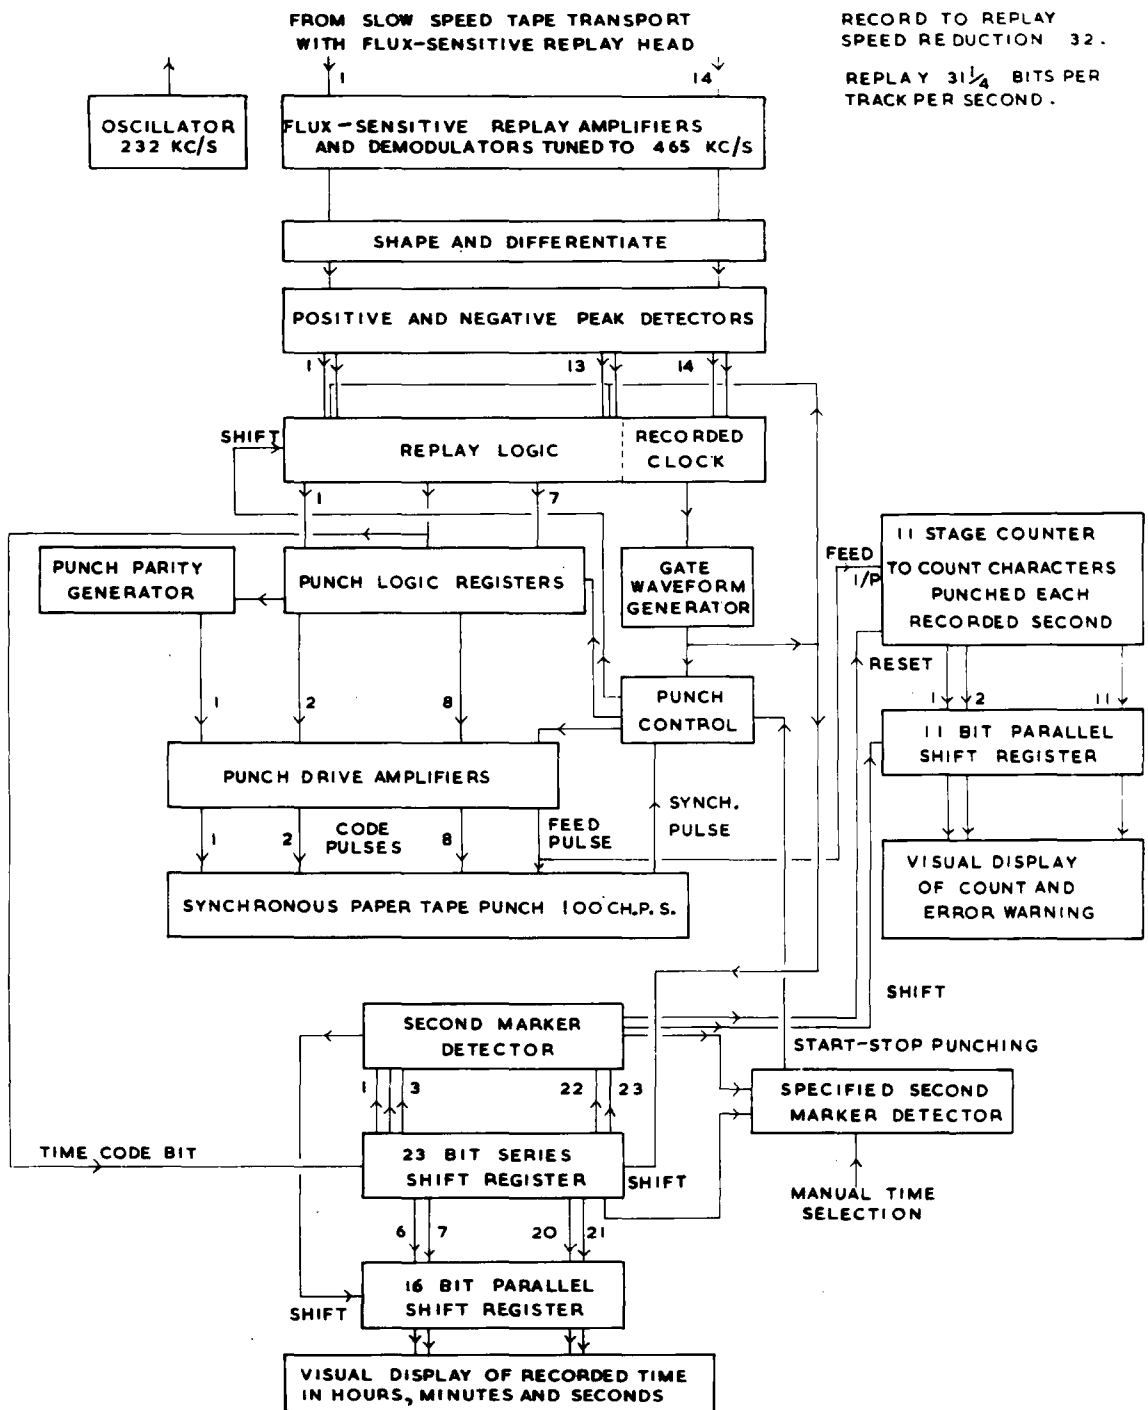 FROM SLOW SPEED TAPE TRANSPORT
WITH FLUX-SENSITIVE REPLAY HEAD
RECORD TO REPLAY
SPEED REDUCTION 32.
REPLAY 31¼ BITS PER
TRACK PER SECOND.
1
14
OSCILLATOR
232 KC/S
FLUX-SENSITIVE REPLAY AMPLIFIERS
AND DEMODULATORS TUNED TO 465 KC/S
SHAPE AND DIFFERENTIATE
POSITIVE AND NEGATIVE PEAK DETECTORS
1
13
14
SHIFT
REPLAY LOGIC
RECORDED
CLOCK
1
7
PUNCH PARITY
GENERATOR
PUNCH LOGIC REGISTERS
GATE
WAVEFORM
GENERATOR
FEED
I/P
11 STAGE COUNTER
TO COUNT CHARACTERS
PUNCHED EACH
RECORDED SECOND
RESET
1
2
11
1
2
8
PUNCH
CONTROL
11 BIT PARALLEL
SHIFT REGISTER
PUNCH DRIVE AMPLIFIERS
1
2
CODE
PULSES
8
FEED
PULSE
SYNCH.
PULSE
VISUAL DISPLAY
OF COUNT AND
ERROR WARNING
SYNCHRONOUS PAPER TAPE PUNCH 100 CH.P.S.
SHIFT
SECOND MARKER
DETECTOR
START-STOP PUNCHING
1
3
22
23
SPECIFIED SECOND
MARKER DETECTOR
TIME CODE BIT
23 BIT SERIES
SHIFT REGISTER
SHIFT
MANUAL TIME
SELECTION
6
7
20
21
16 BIT PARALLEL
SHIFT REGISTER
SHIFT
VISUAL DISPLAY OF RECORDED TIME
IN HOURS, MINUTES AND SECONDS